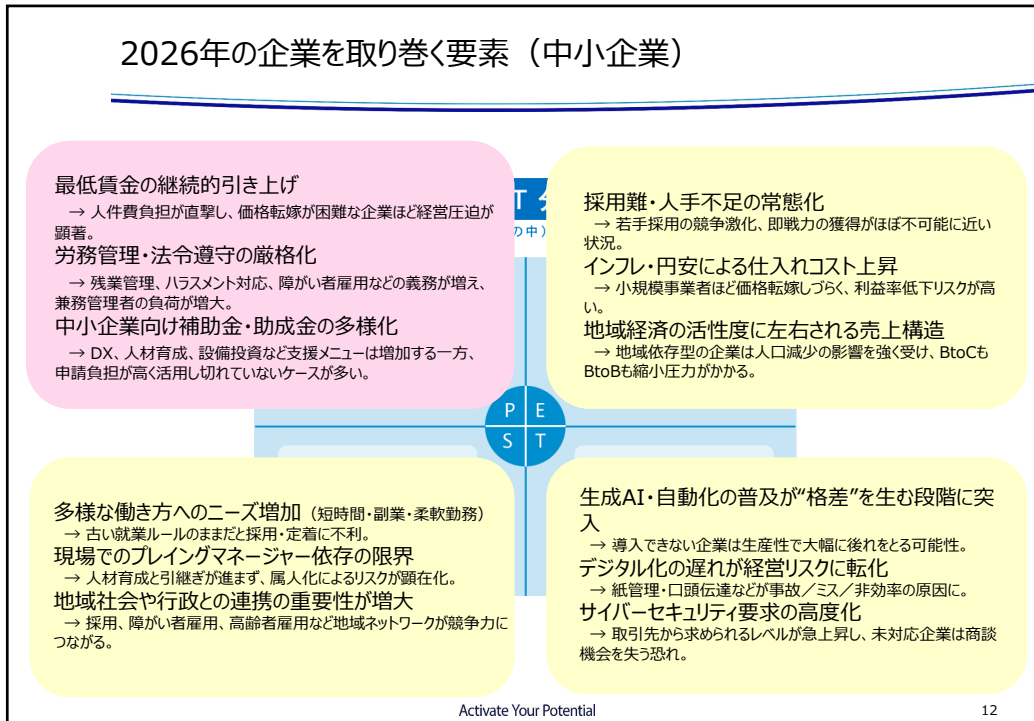 2026年の企業を取り巻く要素（中小企業）
最低賃金の継続的引き上げ
→ 人件費負担が直撃し、価格転嫁が困難な企業ほど経営圧迫が
顕著。
労務管理・法令遵守の厳格化
→ 残業管理、ハラスメント対応、障がい者雇用などの義務が増え、
兼務管理者の負荷が増大。
中小企業向け補助金・助成金の多様化
→ DX、人材育成、設備投資など支援メニューは増加する一方、
申請負担が高く活用し切れていないケースが多い。
T
の中）
採用難・人手不足の常態化
→ 若手採用の競争激化、即戦力の獲得がほぼ不可能に近い
状況。
インフレ・円安による仕入れコスト上昇
→ 小規模事業者ほど価格転嫁しづらく、利益率低下リスクが高
い。
地域経済の活性度に左右される売上構造
→ 地域依存型の企業は人口減少の影響を強く受け、BtoCも
BtoBも縮小圧力がかかる。
P E
S T
多様な働き方へのニーズ増加（短時間・副業・柔軟勤務）
→ 古い就業ルールのままだと採用・定着に不利。
現場でのプレイングマネージャー依存の限界
→ 人材育成と引継ぎが進まず、属人化によるリスクが顕在化。
地域社会や行政との連携の重要性が増大
→ 採用、障がい者雇用、高齢者雇用など地域ネットワークが競争力に
つながる。
生成AI・自動化の普及が“格差”を生む段階に突
入
→ 導入できない企業は生産性で大幅に後れをとる可能性。
デジタル化の遅れが経営リスクに転化
→ 紙管理・口頭伝達などが事故／ミス／非効率の原因に。
サイバーセキュリティ要求の高度化
→ 取引先から求められるレベルが急上昇し、未対応企業は商談
機会を失う恐れ。
Activate Your Potential
12